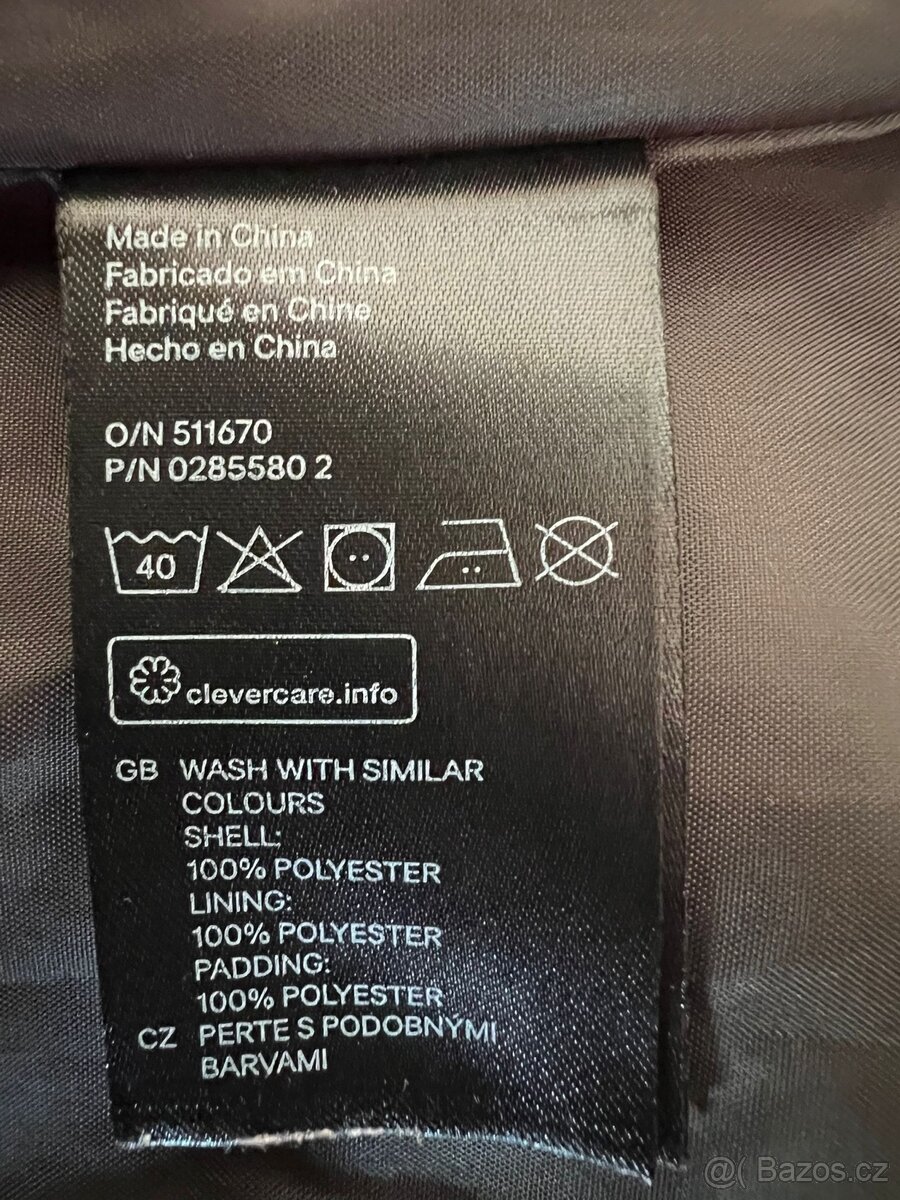 Made in China
Fabricado em China
Fabriqué en Chine
Hecho en China
O/N 511670
P/N 0285580 2
40
clevercare.info
GB WASH WITH SIMILAR
COLOURS
SHELL:
100% POLYESTER
LINING:
100% POLYESTER
PADDING:
100% POLYESTER
CZ PERTE S PODOBNYMI
BARVAMI
@( Bazos.cz